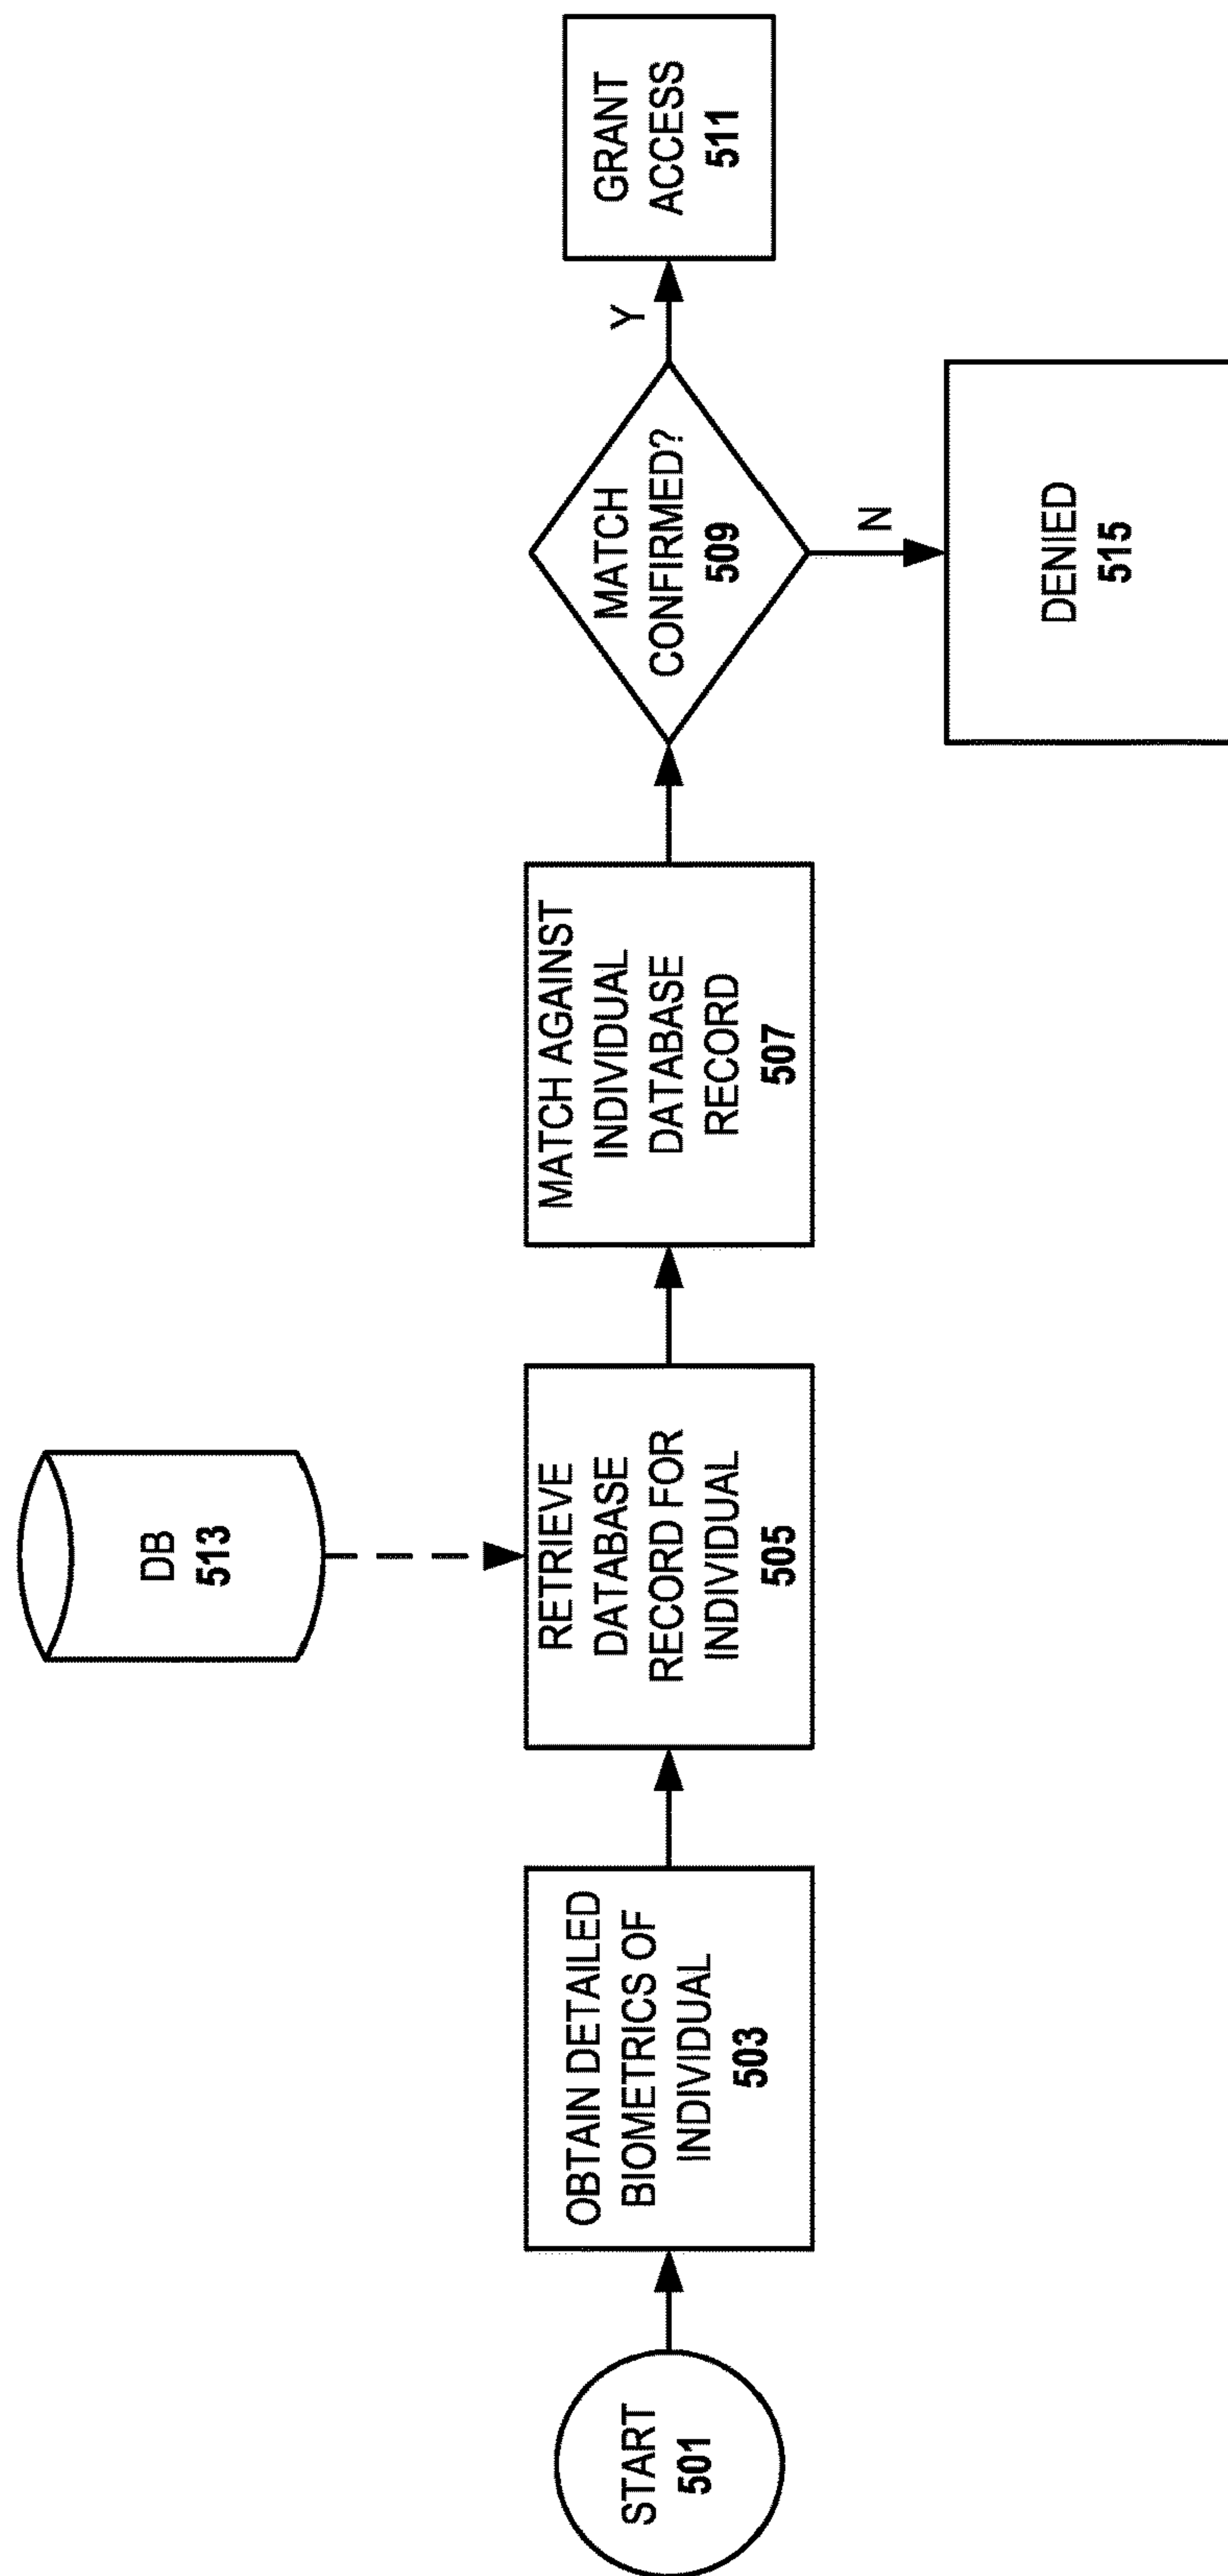 START
501
OBTAIN DETAILED
BIOMETRICS OF
INDIVIDUAL
503
DB
513
RETRIEVE
DATABASE
RECORD FOR
INDIVIDUAL
505
MATCH AGAINST
INDIVIDUAL
DATABASE
RECORD
507
MATCH
CONFIRMED?
509
Y
GRANT
ACCESS
511
N
DENIED
515